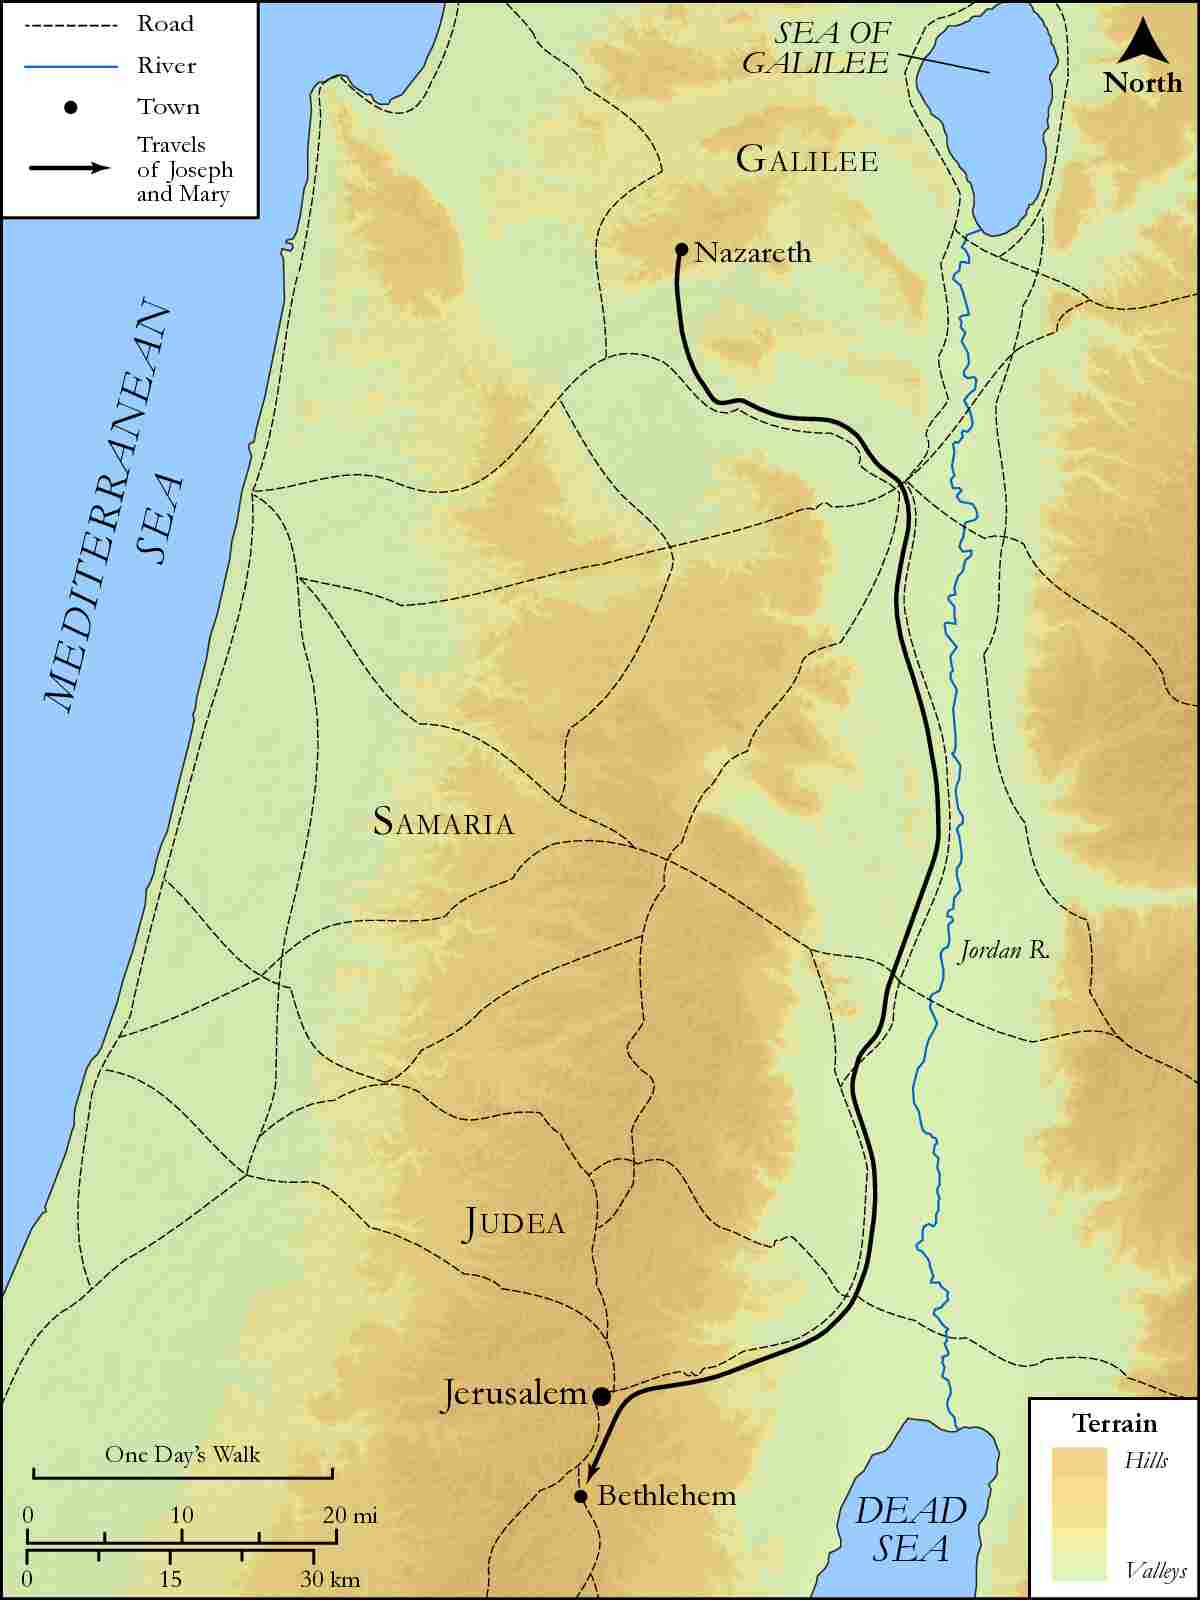 Road
River
Town
Travels
of Joseph
and Mary
SEA OF
GALILEE
North
GALILEE
Nazareth
MEDITERRANEAN
SEA
SAMARIA
Jordan R.
JUDEA
Jerusalem
Bethlehem
One Day's Walk
0 10 20 mi
0 15 30 km
DEAD
SEA
Terrain
Hills
Valleys